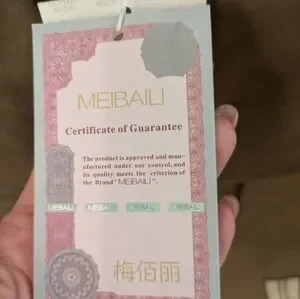 MEIBAILI
Certificate of Guarantee
The product is approved and man-
ufactured under our control, and
its quality meets the criterion of
the Brand "MEIBAILI".
MEIBAILI MEIBAILI MEIBAILI MEIBAILI
梅佰丽